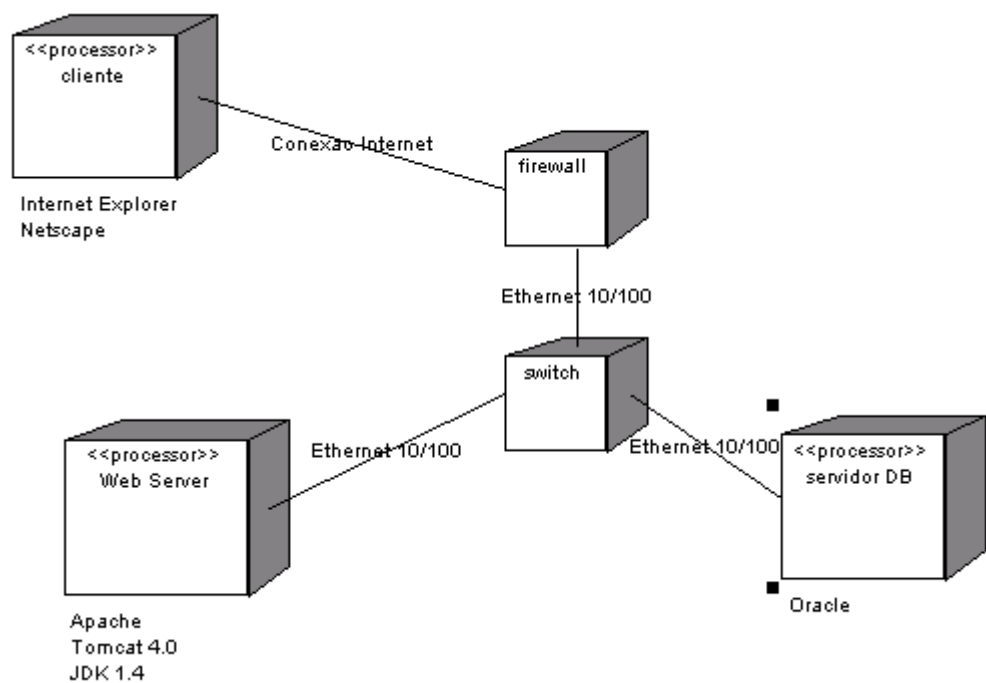 <<processor>>
cliente
Internet Explorer
Netscape
Conexao Internet
firewall
Ethernet 10/100
switch
Ethernet 10/100
Ethernet 10/100
<<processor>>
Web Server
Apache
Tomcat 4.0
JDK 1.4
<<processor>>
servidor DB
Oracle